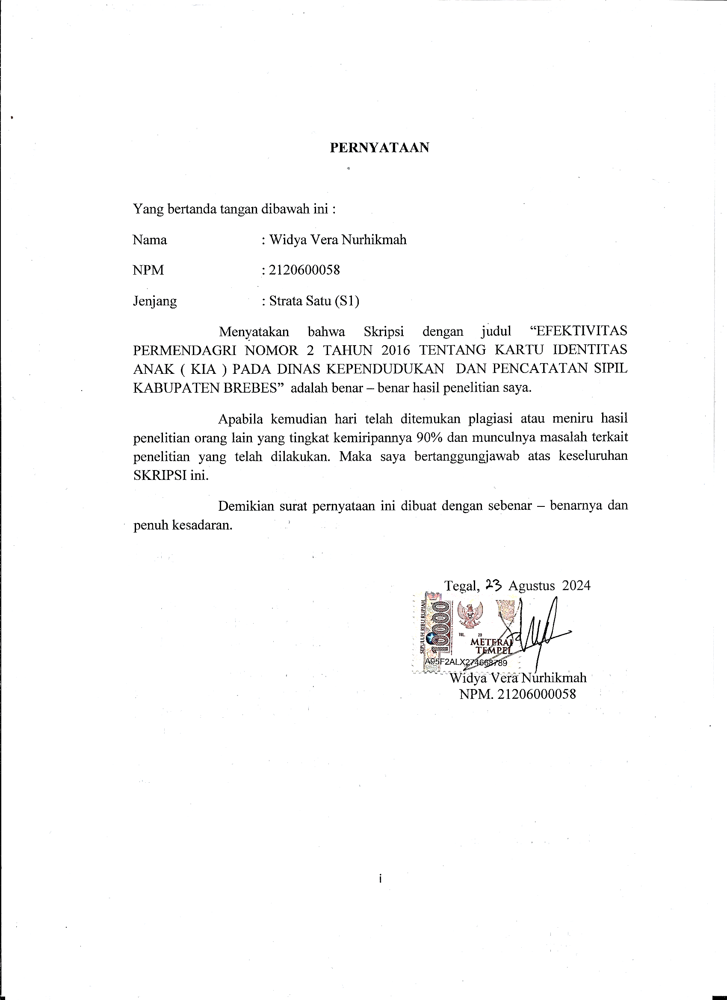 PERNYATAAN
Yang bertanda tangan dibawah ini :
Nama : Widya Vera Nurhikmah
NPM : 2120600058
Jenjang : Strata Satu (S1)
Menyatakan bahwa Skripsi dengan judul “EFEKTIVITAS
PERMENDAGRI NOMOR 2 TAHUN 2016 TENTANG KARTU IDENTITAS
ANAK ( KIA ) PADA DINAS KEPENDUDUKAN DAN PENCATATAN SIPIL
KABUPATEN BREBES” adalah benar – benar hasil penelitian saya.
Apabila kemudian hari telah ditemukan plagiasi atau meniru hasil
penelitian orang lain yang tingkat kemiripannya 90% dan munculnya masalah terkait
penelitian yang telah dilakukan. Maka saya bertanggungjawab atas keseluruhan
SKRIPSI ini.
Demikian surat pernyataan ini dibuat dengan sebenar – benarnya dan
penuh kesadaran.
Tegal, 23 Agustus 2024
SEPULUH RIBU RUPIAH
10000
TGL. 20
METERAI
TEMPEL
A95F2ALX274668789
Widya Vera Nurhikmah
NPM. 21206000058
i